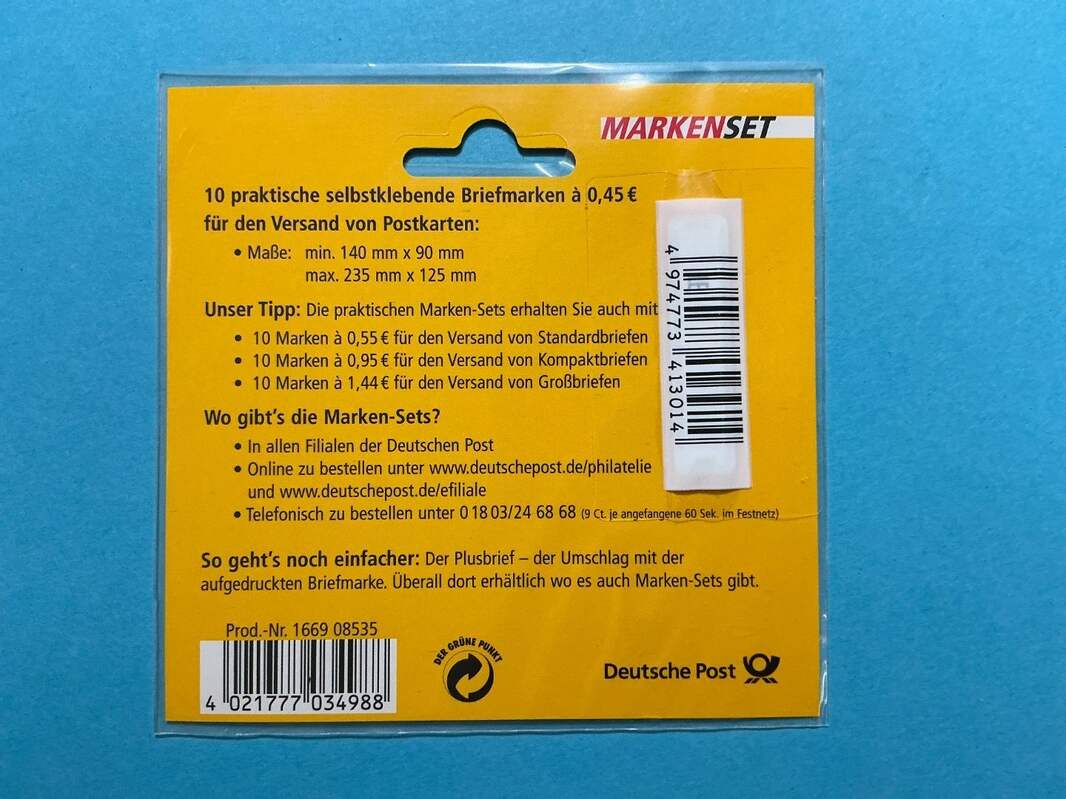 MARKENSET
10 praktische selbstklebende Briefmarken à 0,45 €
für den Versand von Postkarten:
• Maße: min. 140 mm x 90 mm
max. 235 mm x 125 mm
Unser Tipp: Die praktischen Marken-Sets erhalten Sie auch mit
• 10 Marken à 0,55 € für den Versand von Standardbriefen
• 10 Marken à 0,95 € für den Versand von Kompaktbriefen
• 10 Marken à 1,44 € für den Versand von Großbriefen
Wo gibt's die Marken-Sets?
• In allen Filialen der Deutschen Post
• Online zu bestellen unter www.deutschepost.de/philatelie
und www.deutschepost.de/efiliale
• Telefonisch zu bestellen unter 0 18 03/24 68 68 (9 Ct. je angefangene 60 Sek. im Festnetz)
So geht's noch einfacher: Der Plusbrief – der Umschlag mit der
aufgedruckten Briefmarke. Überall dort erhältlich wo es auch Marken-Sets gibt.
4 974773 413014
Prod.-Nr. 1669 08535
4 021777 034988
DER GRÜNE PUNKT
Deutsche Post